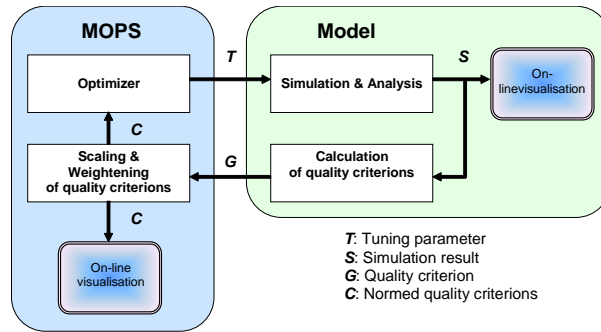 MOPS
Model
T
S
Optimizer
Simulation & Analysis
On-
linevisualisation
C
G
Scaling &
Weightening
of quality criterions
Calculation
of quality criterions
C
On-line
visualisation
T: Tuning parameter
S: Simulation result
G: Quality criterion
C: Normed quality criterions